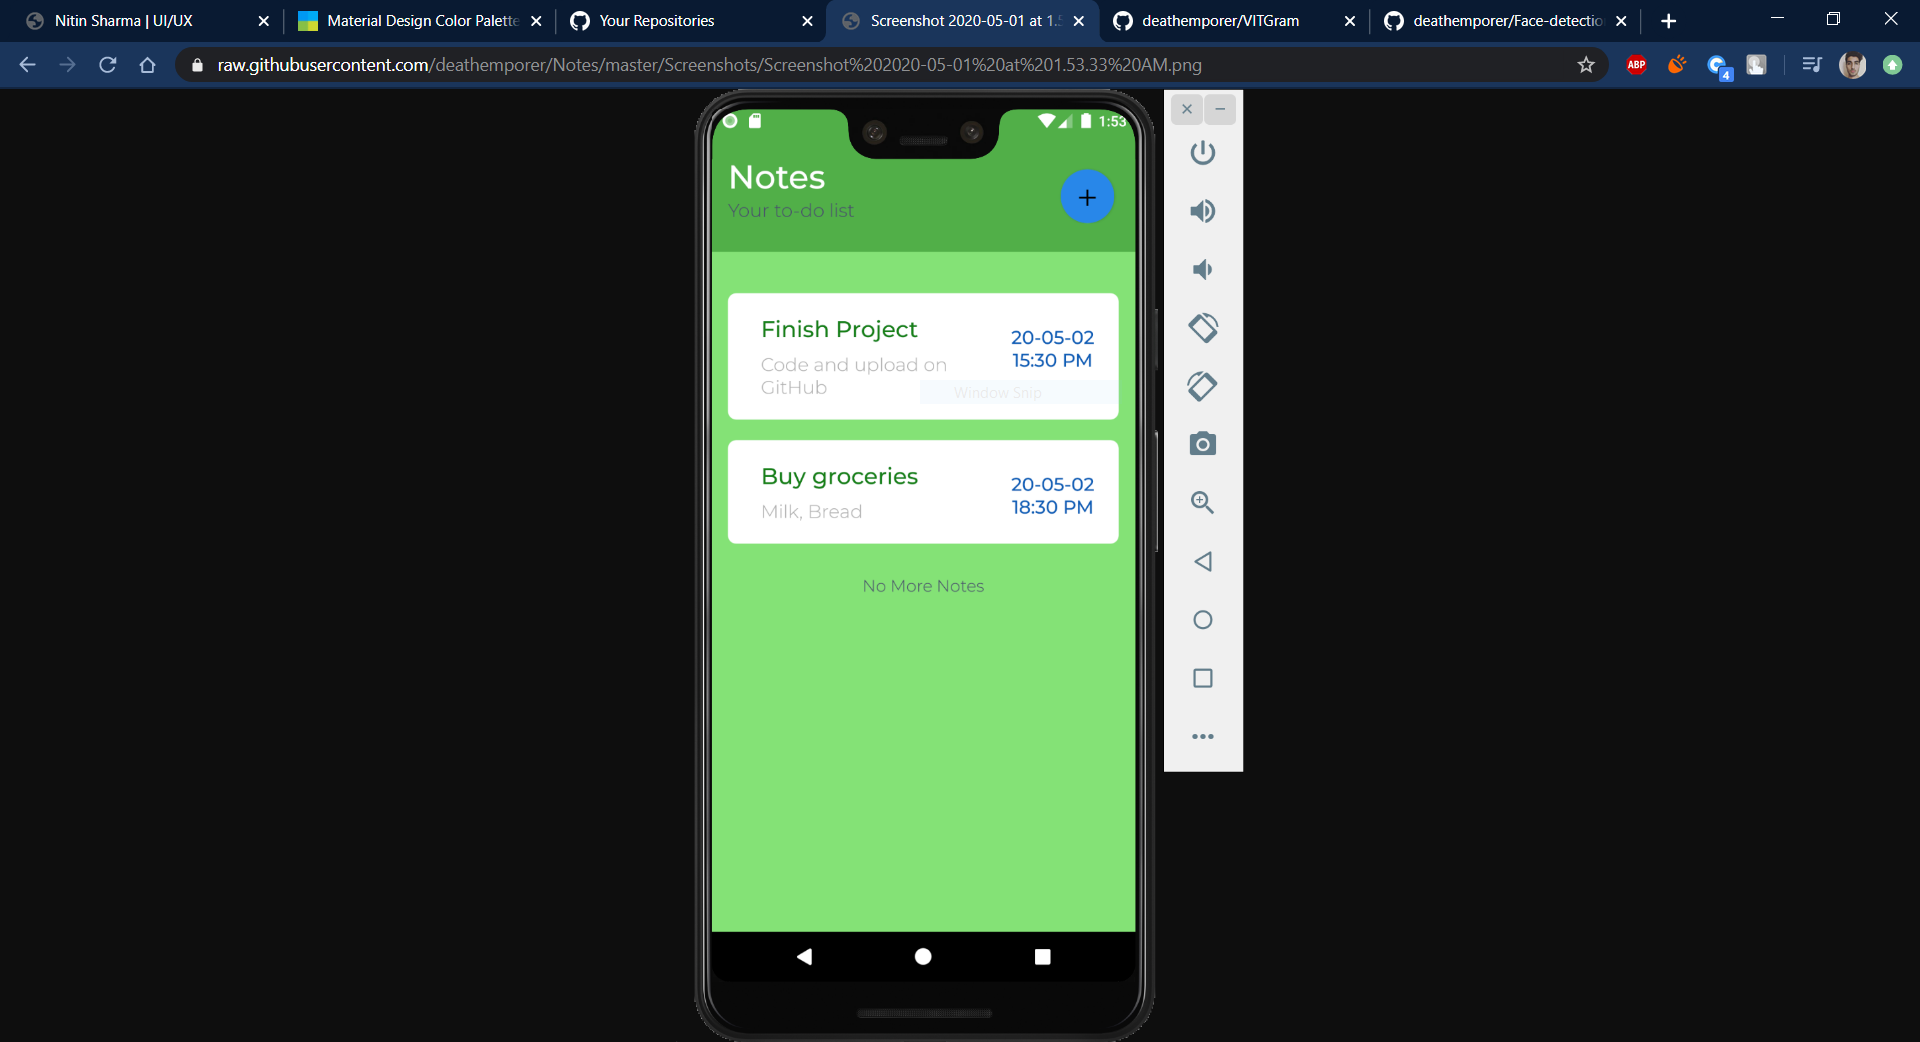 Nitin Sharma | UI/UX
Material Design Color Palette
Your Repositories
Screenshot 2020-05-01 at 1.5
deathemporer/VITGram
deathemporer/Face-detectio
raw.githubusercontent.com/deathemporer/Notes/master/Screenshots/Screenshot%202020-05-01%20at%201.53.33%20AM.png
ABP
4
1:53
Notes
Your to-do list
Finish Project
Code and upload on
GitHub
20-05-02
15:30 PM
Window Snip
Buy groceries
Milk, Bread
20-05-02
18:30 PM
No More Notes